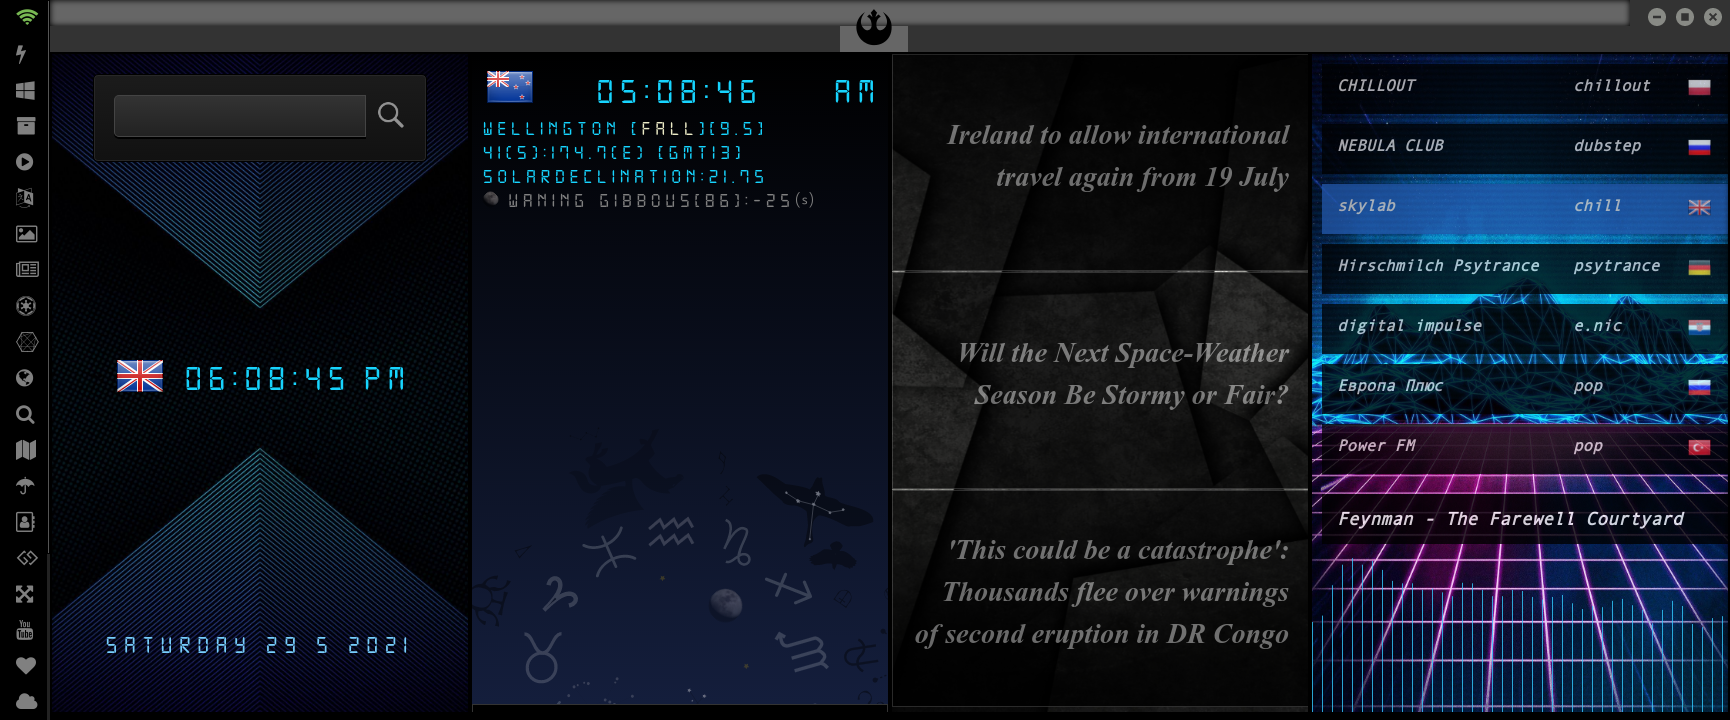 06:08:45 PM
SATURDAY 29 5 2021
05:08:46 AM
WELLINGTON [FALL][9.5]
41(S):174.7(E) [GMT13]
SOLARDECLINATION:21.75
WANING GIBBOUS[86]:-25(s)
Ireland to allow international
travel again from 19 July
Will the Next Space-Weather
Season Be Stormy or Fair?
'This could be a catastrophe':
Thousands flee over warnings
of second eruption in DR Congo
CHILLOUT chillout
NEBULA CLUB dubstep
skylab chill
Hirschmilch Psytrance psytrance
digital impulse e.nic
Европа Плюс pop
Power FM pop
Feynman - The Farewell Courtyard
You
Tube